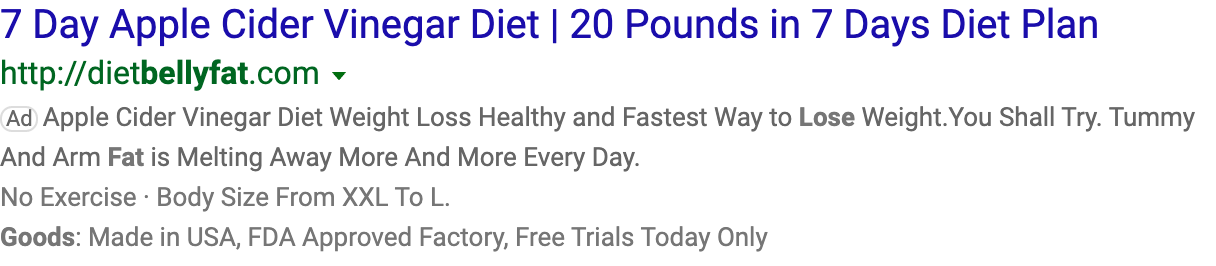 7 Day Apple Cider Vinegar Diet | 20 Pounds in 7 Days Diet Plan
http://dietbellyfat.com
Ad Apple Cider Vinegar Diet Weight Loss Healthy and Fastest Way to Lose Weight.You Shall Try. Tummy
And Arm Fat is Melting Away More And More Every Day.
No Exercise · Body Size From XXL To L.
Goods: Made in USA, FDA Approved Factory, Free Trials Today Only